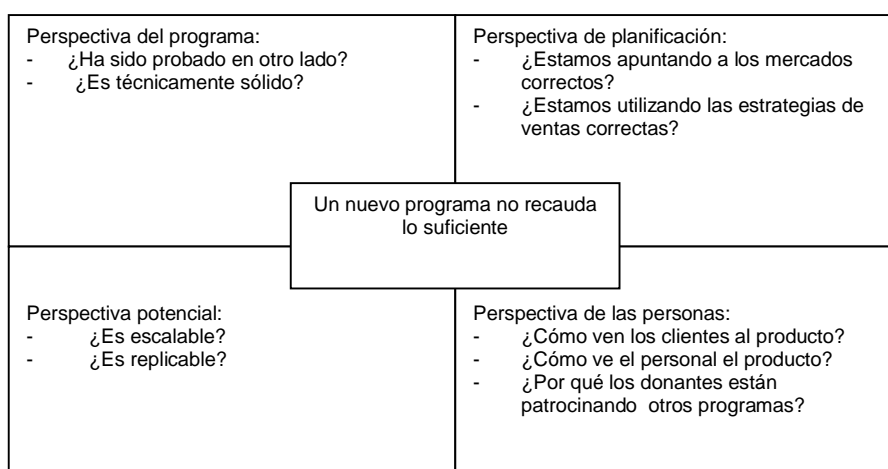 Perspectiva del programa:
- ¿Ha sido probado en otro lado?
- ¿Es técnicamente sólido?
Perspectiva de planificación:
- ¿Estamos apuntando a los mercados
correctos?
- ¿Estamos utilizando las estrategias de
ventas correctas?
Un nuevo programa no recauda
lo suficiente
Perspectiva potencial:
- ¿Es escalable?
- ¿Es replicable?
Perspectiva de las personas:
- ¿Cómo ven los clientes al producto?
- ¿Cómo ve el personal el producto?
- ¿Por qué los donantes están
patrocinando otros programas?